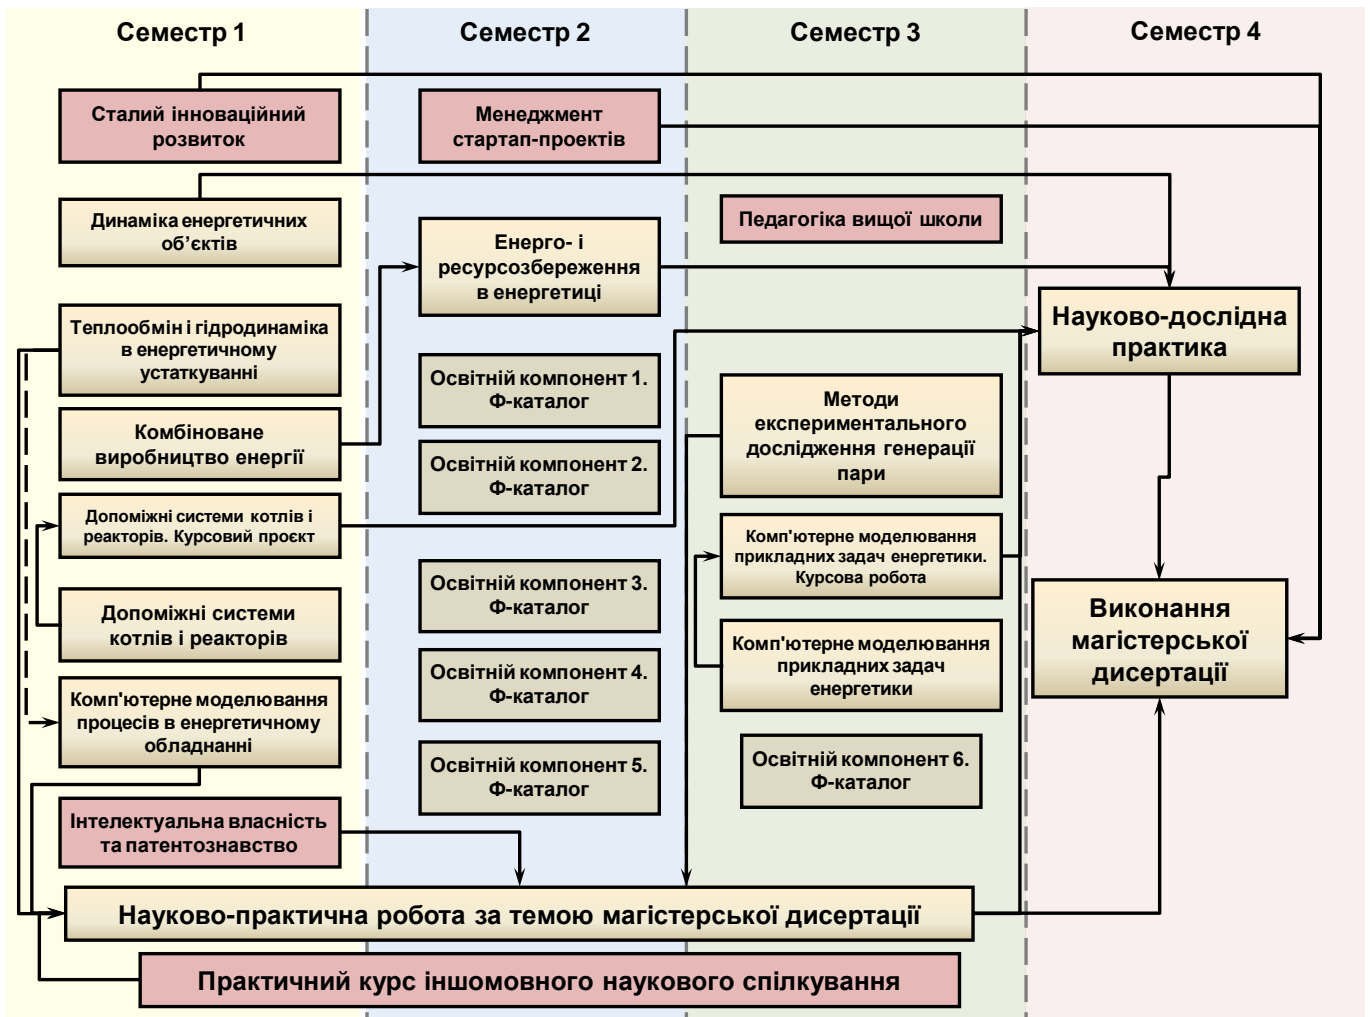 Семестр 1
Семестр 2
Семестр 3
Семестр 4
Сталий інноваційний
розвиток
Динаміка енергетичних
об’єктів
Теплообмін і гідродинаміка
в енергетичному
устаткуванні
Комбіноване
виробництво енергії
Допоміжні системи котлів і
реакторів. Курсовий проєкт
Допоміжні системи
котлів і реакторів
Комп'ютерне моделювання
процесів в енергетичному
обладнанні
Інтелектуальна власність
та патентознавство
Менеджмент
стартап-проектів
Енерго- і
ресурсозбереження
в енергетиці
Освітній компонент 1.
Ф-каталог
Освітній компонент 2.
Ф-каталог
Освітній компонент 3.
Ф-каталог
Освітній компонент 4.
Ф-каталог
Освітній компонент 5.
Ф-каталог
Педагогіка вищої школи
Методи
експериментального
дослідження генерації
пари
Комп'ютерне моделювання
прикладних задач енергетики.
Курсова робота
Комп'ютерне моделювання
прикладних задач
енергетики
Освітній компонент 6.
Ф-каталог
Науково-дослідна
практика
Виконання
магістерської
дисертації
Науково-практична робота за темою магістерської дисертації
Практичний курс іншомовного наукового спілкування